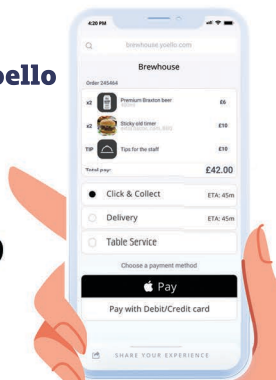 oello
4:20 PM
brewhouse.yoello.com
Brewhouse
Order 245464
x2 Premium Braxton beer £6
x2 Sticky old timer £10
TIP Tips for the staff £10
Total pay: £42.00
Click & Collect ETA: 45m
Delivery ETA: 45m
Table Service
Choose a payment method
Pay
Pay with Debit/Credit card
SHARE YOUR EXPERIENCE